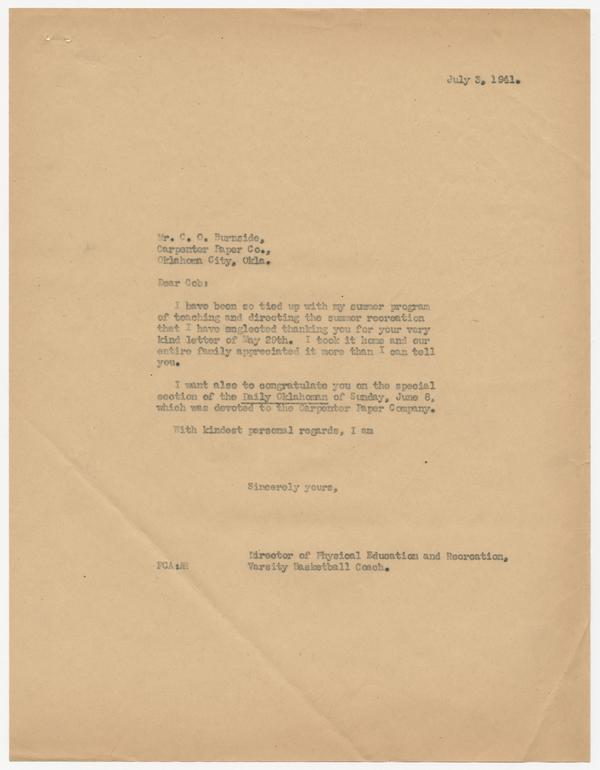 July 3, 1941.
Mr. C. O. Burnside,
Carpenter Paper Co.,
Oklahoma City, Okla.
Dear Cob:
I have been so tied up with my summer program
of teaching and directing the summer recreation
that I have neglected thanking you for your very
kind letter of May 29th. I took it home and our
entire family appreciated it more than I can tell
you.
I want also to congratulate you on the special
section of the Daily Oklahoman of Sunday, June 8,
which was devoted to the Carpenter Paper Company.
With kindest personal regards, I am
Sincerely yours,
Director of Physical Education and Recreation,
FCA:AH Varsity Basketball Coach.